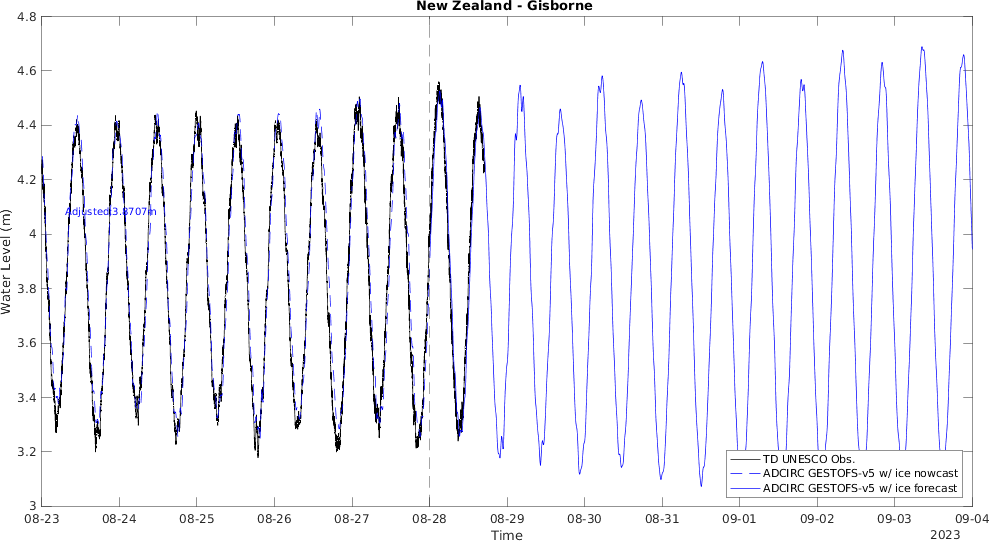 New Zealand - Gisborne
4.8
4.6
4.4
4.2
4
3.8
3.6
3.4
3.2
3
Water Level (m)
Adjusted:3.8707m
TD UNESCO Obs.
ADCIRC GESTOFS-v5 w/ ice nowcast
ADCIRC GESTOFS-v5 w/ ice forecast
08-23 08-24 08-25 08-26 08-27 08-28 08-29 08-30 08-31 09-01 09-02 09-03 09-04
Time
2023